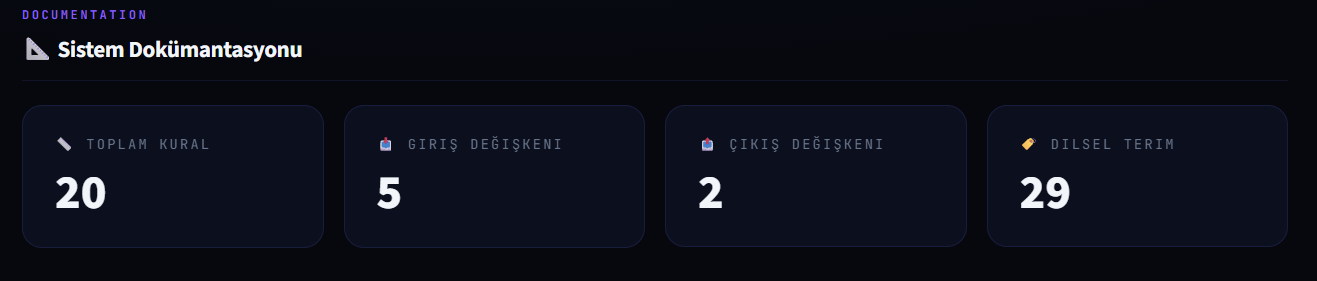 DOCUMENTATION
📐 Sistem Dokümantasyonu
📏 TOPLAM KURAL
20
📥 GIRIŞ DEĞIŞKENI
5
📤 ÇIKIŞ DEĞIŞKENI
2
🏷️ DILSEL TERIM
29